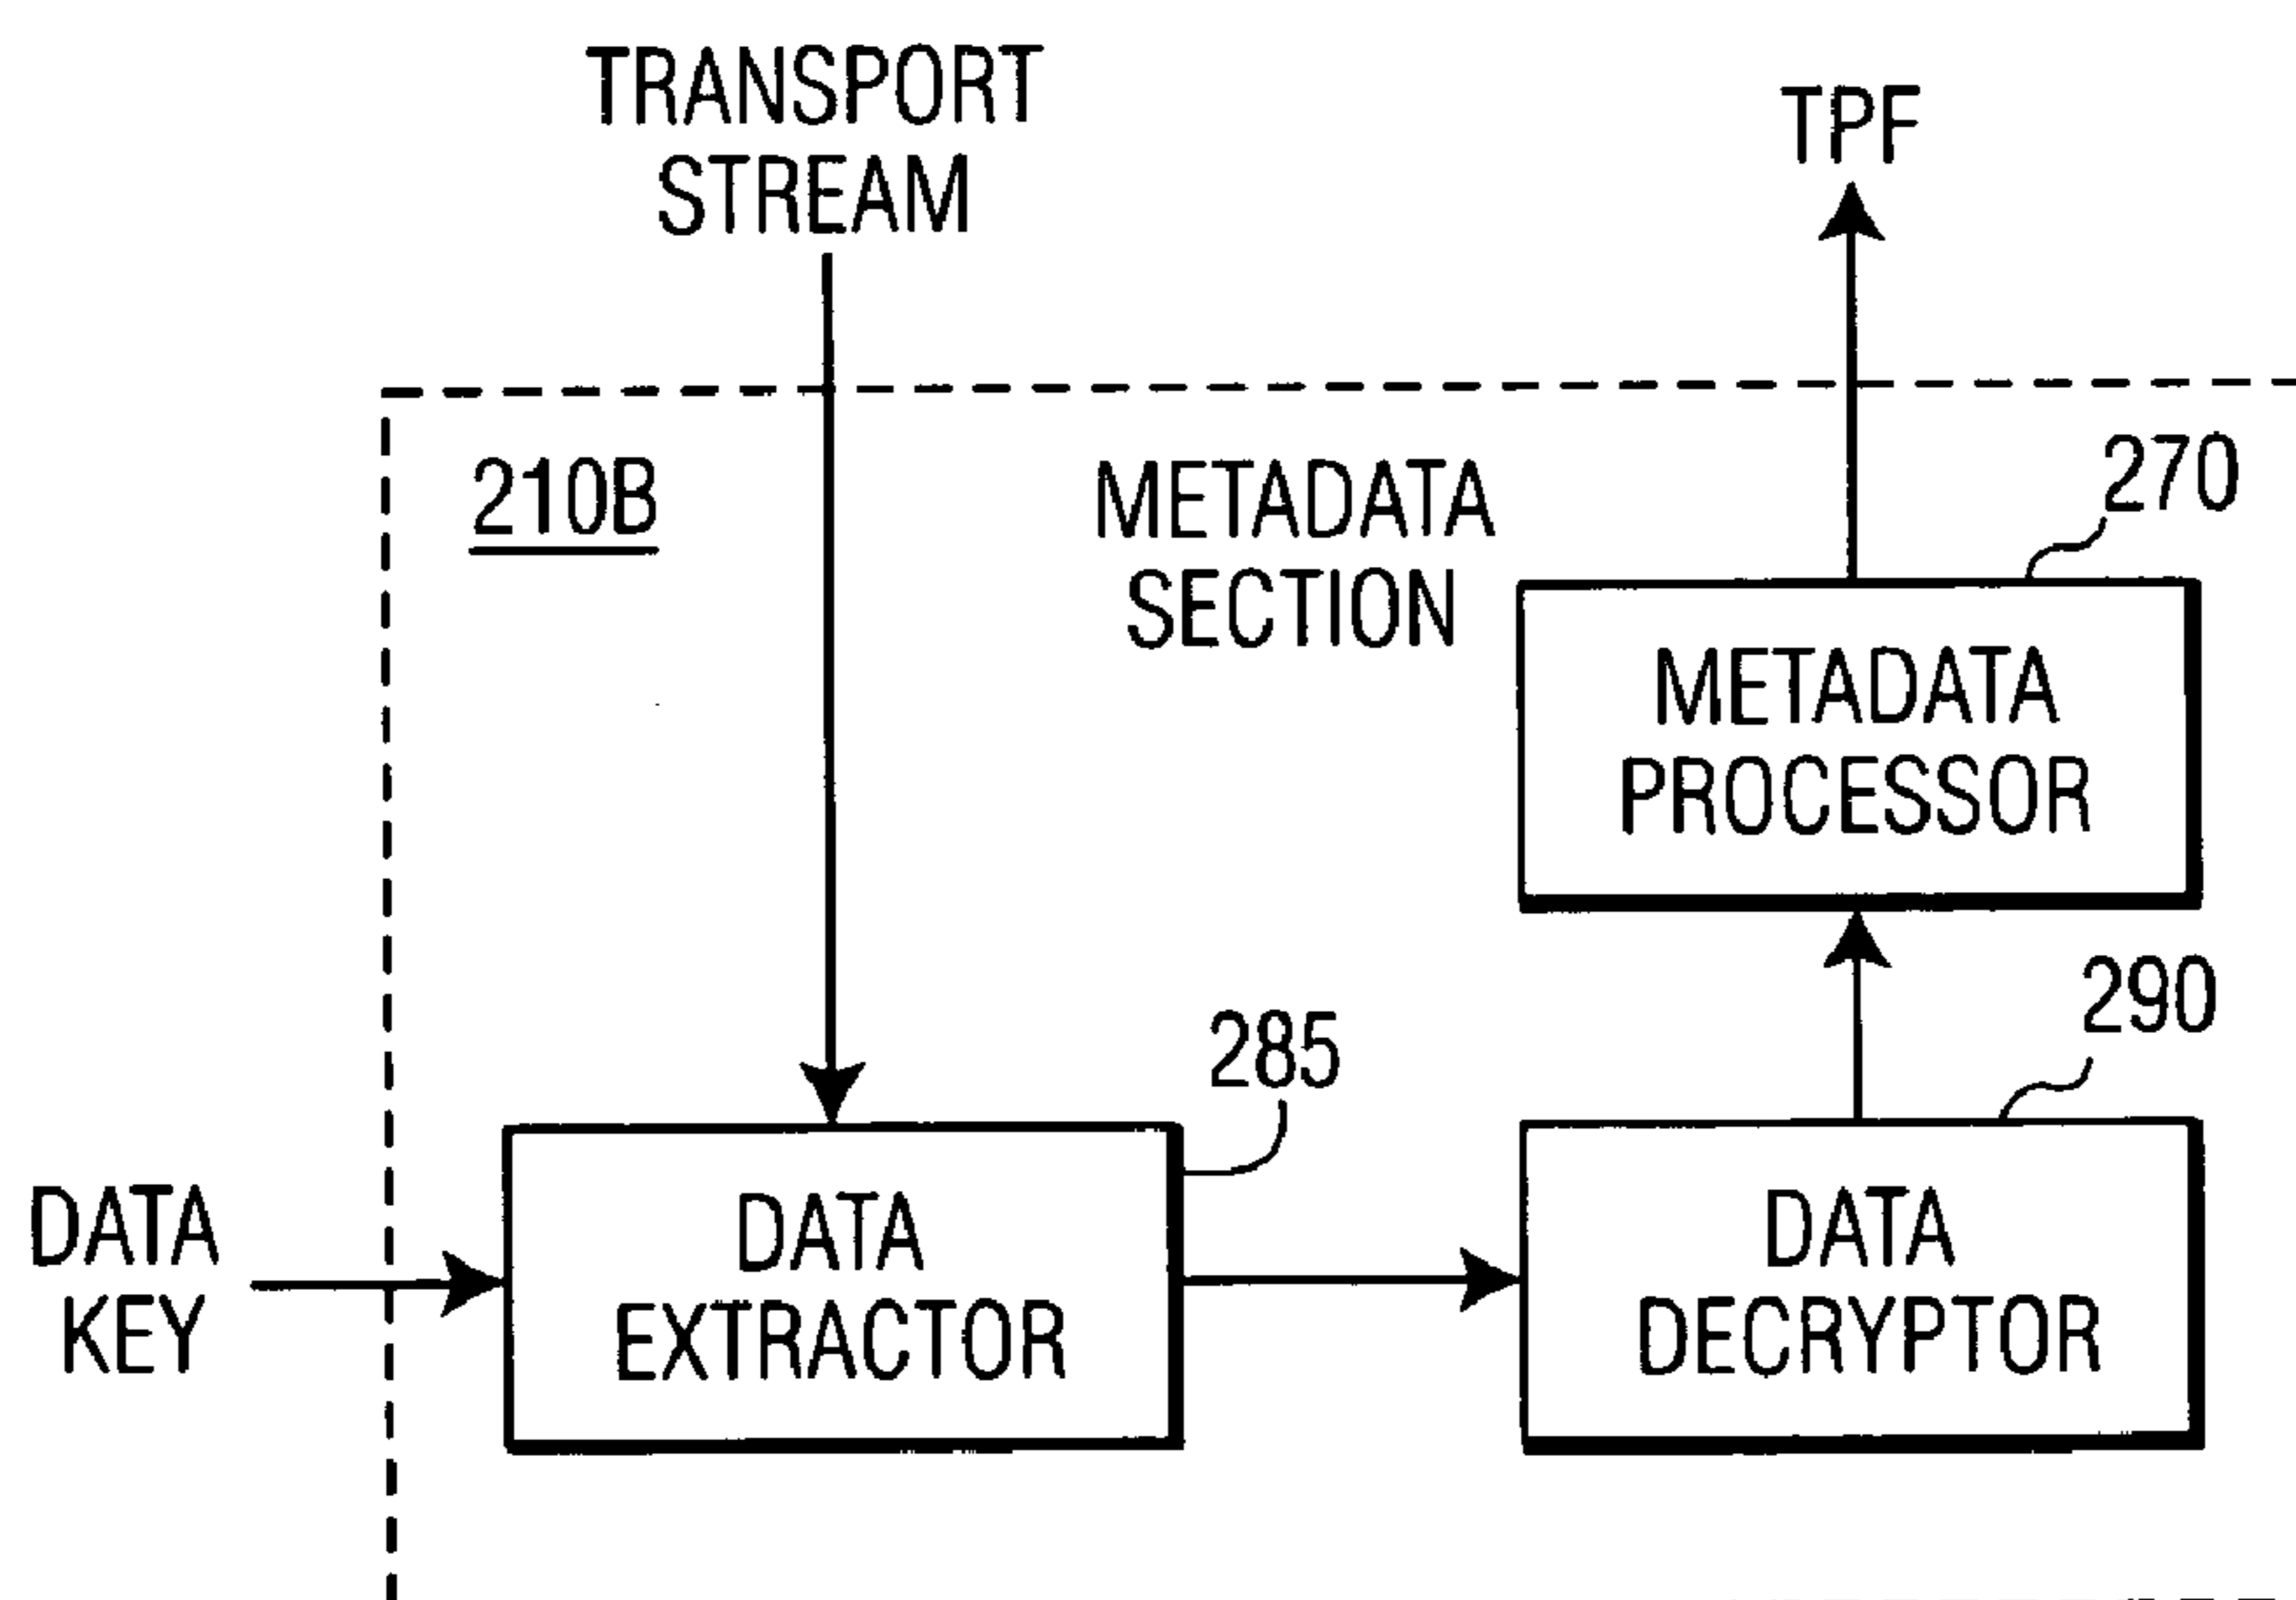 TRANSPORT
STREAM
TPF
210B
METADATA
SECTION
270
METADATA
PROCESSOR
290
285
DATA
KEY
DATA
EXTRACTOR
DATA
DECRYPTOR